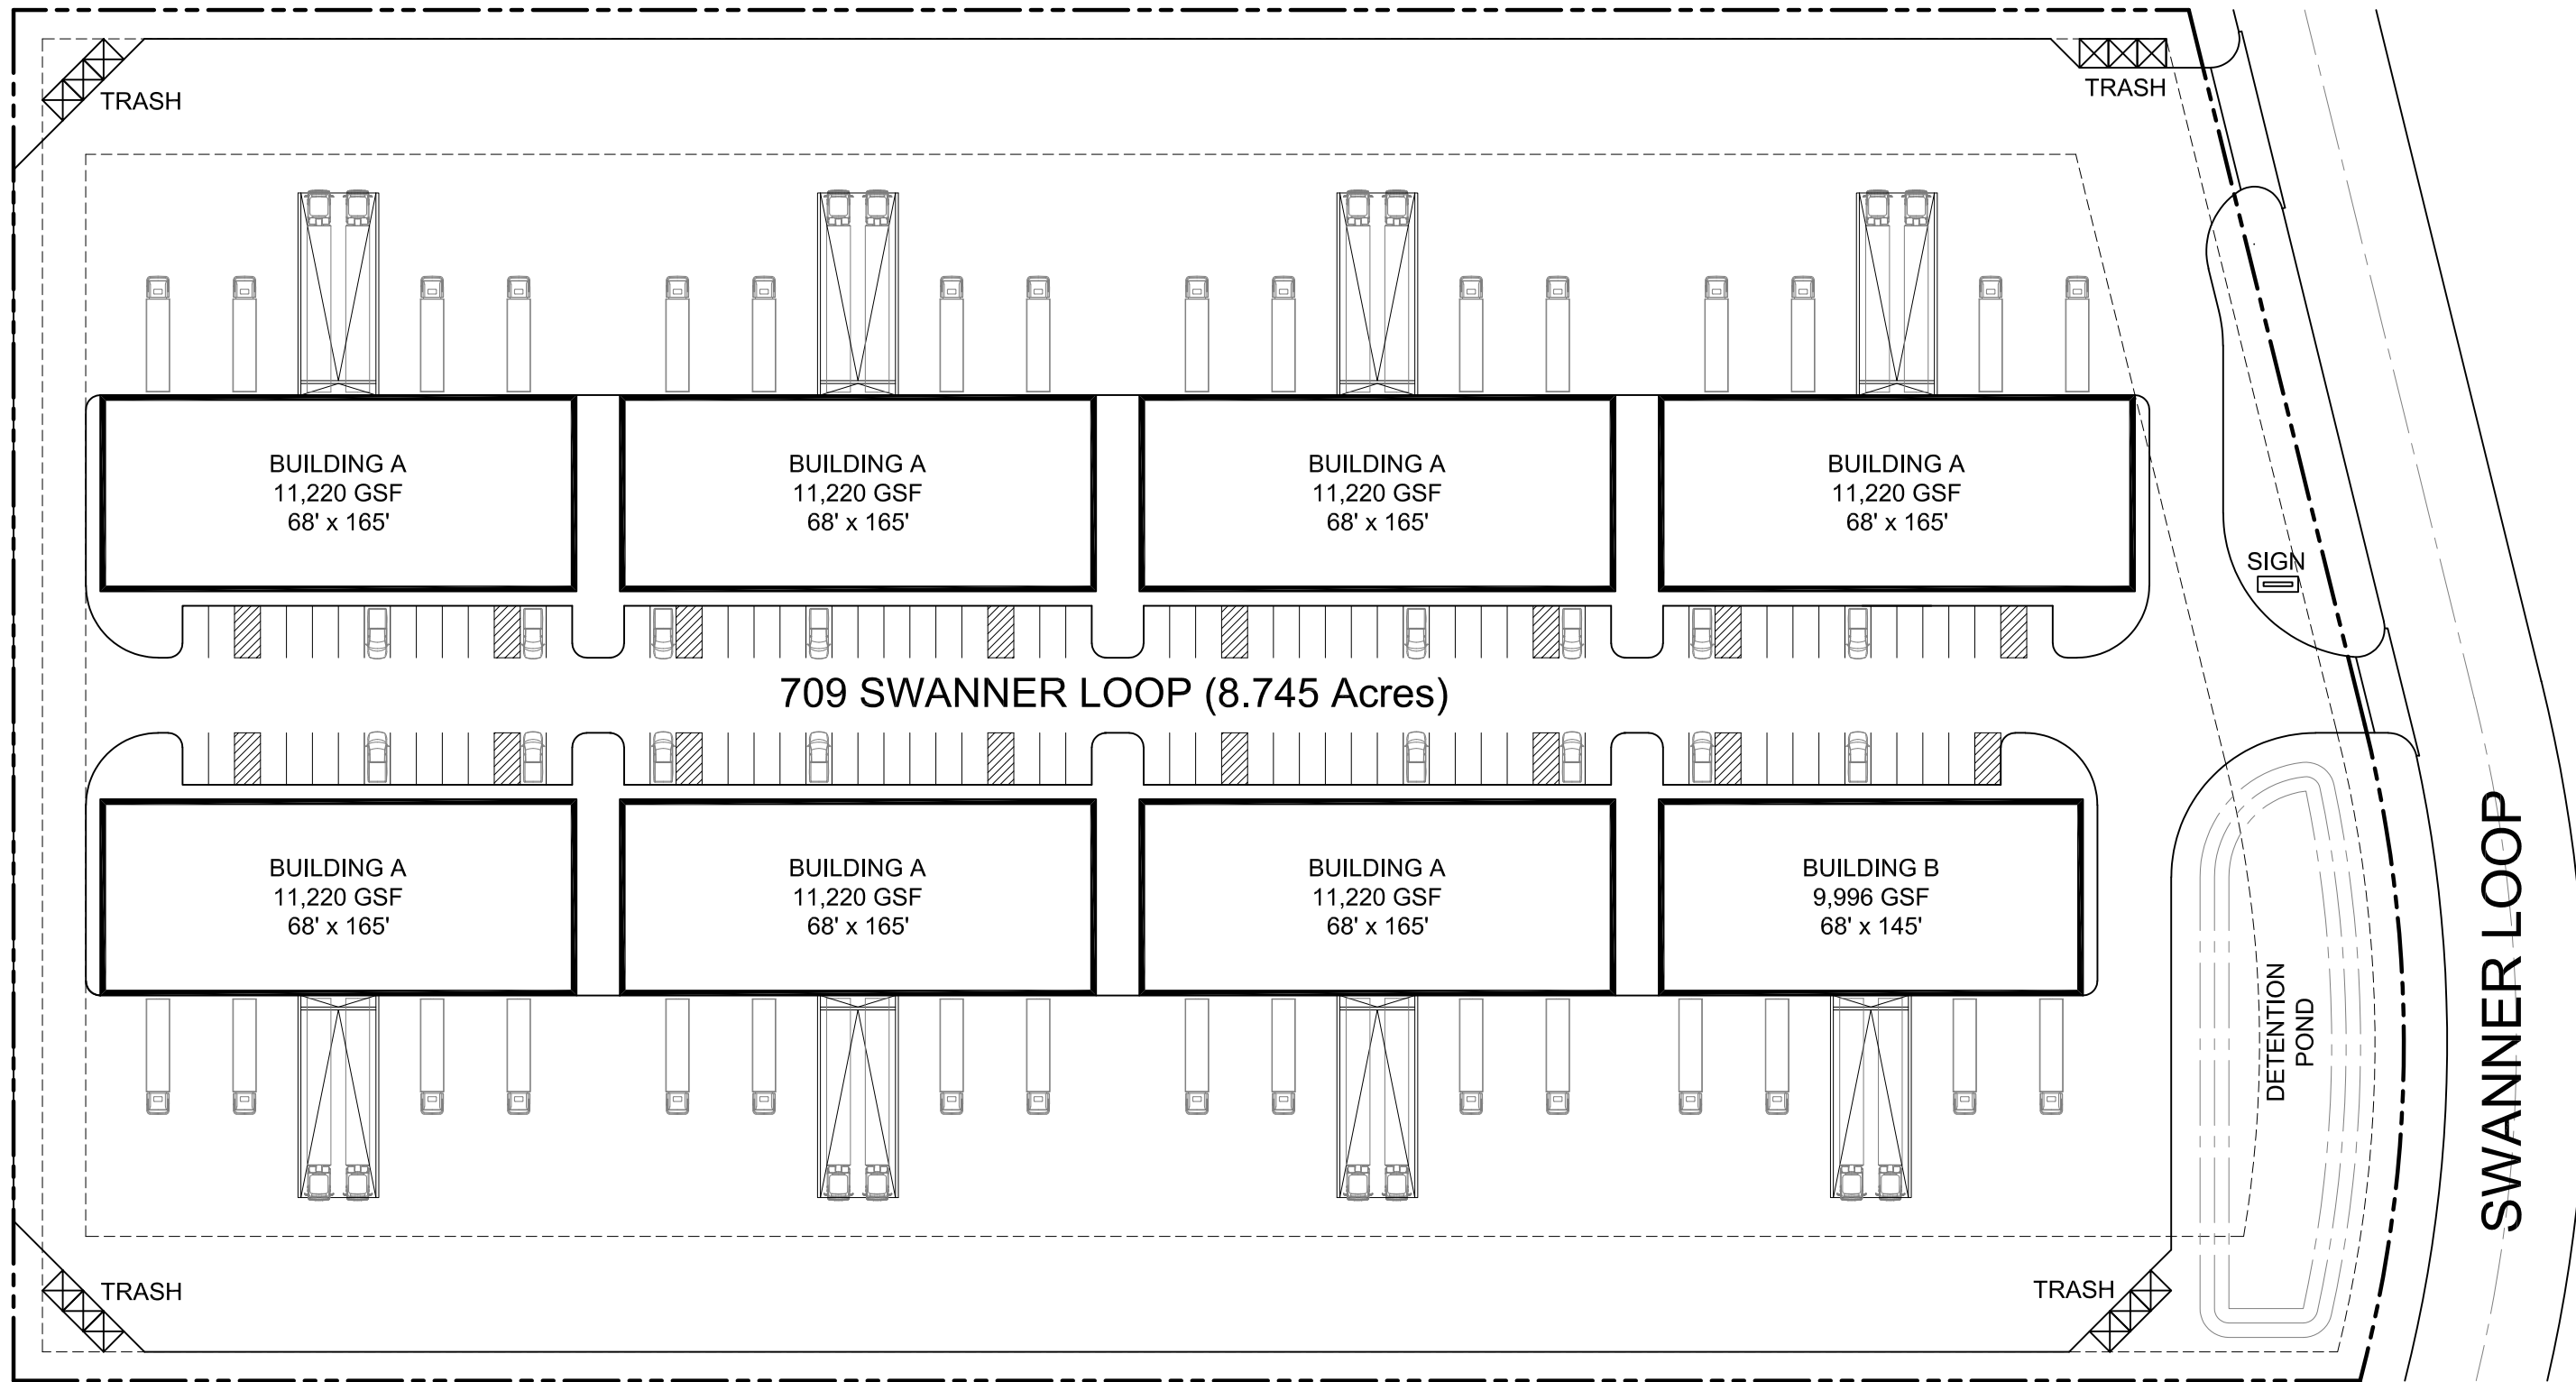 TRASH
TRASH
BUILDING A
11,220 GSF
68' x 165'
BUILDING A
11,220 GSF
68' x 165'
BUILDING A
11,220 GSF
68' x 165'
BUILDING A
11,220 GSF
68' x 165'
SIGN
709 SWANNER LOOP (8.745 Acres)
BUILDING A
11,220 GSF
68' x 165'
BUILDING A
11,220 GSF
68' x 165'
BUILDING A
11,220 GSF
68' x 165'
BUILDING B
9,996 GSF
68' x 145'
DETENTION
POND
SWANNER LOOP
TRASH
TRASH